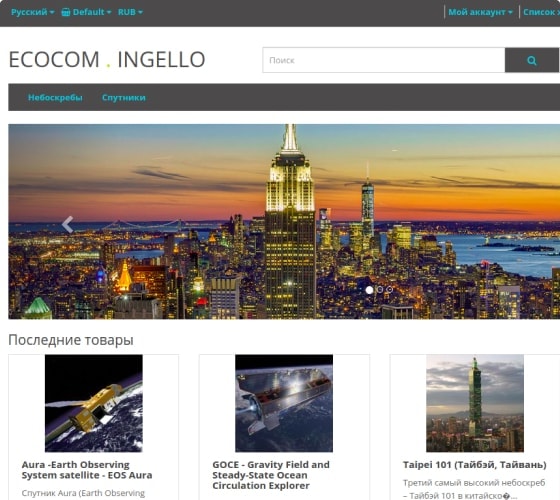 Русский Default RUB Мой аккаунт Список
ECOCOM . INGELLO
Поиск
Небоскребы Спутники
Последние товары
Aura -Earth Observing
System satellite - EOS Aura
Спутник Aura (Earth Observing
GOCE - Gravity Field and
Steady-State Ocean
Circulation Explorer
Taipei 101 (Тайбэй, Тайвань)
Третий самый высокий небоскреб
– Тайбэй 101 в китайско�...